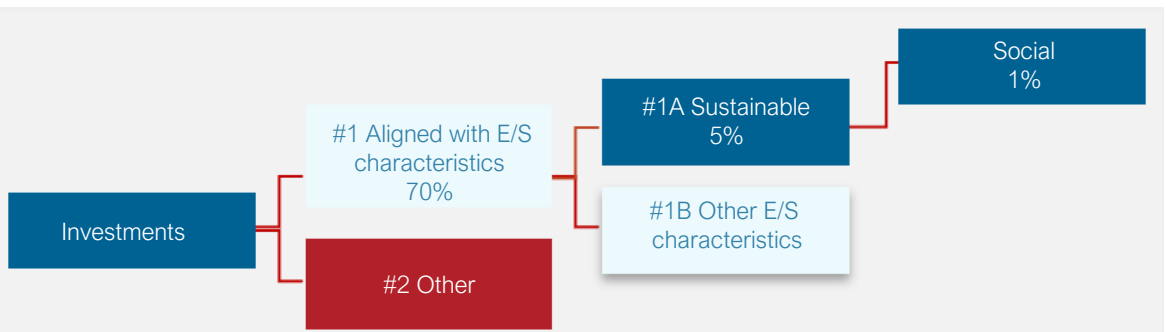 Social
1%
#1A Sustainable
5%
#1 Aligned with E/S
characteristics
70%
#1B Other E/S
characteristics
Investments
#2 Other